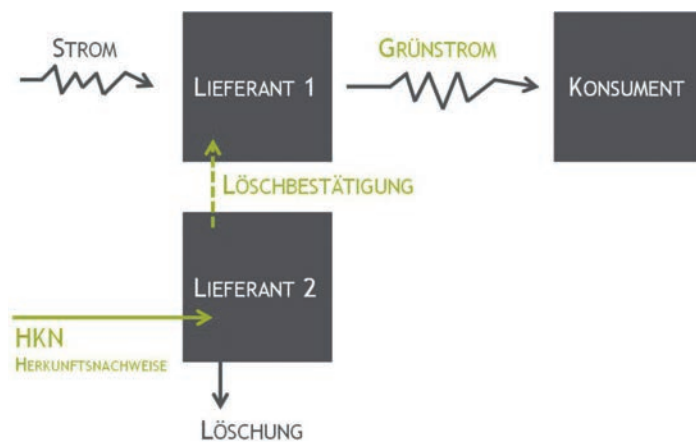 STROM
GRÜNSTROM
LIEFERANT 1
KONSUMENT
LÖSCHBESTÄTIGUNG
LIEFERANT 2
HKN
HERKUNFTSNACHWEISE
LÖSCHUNG